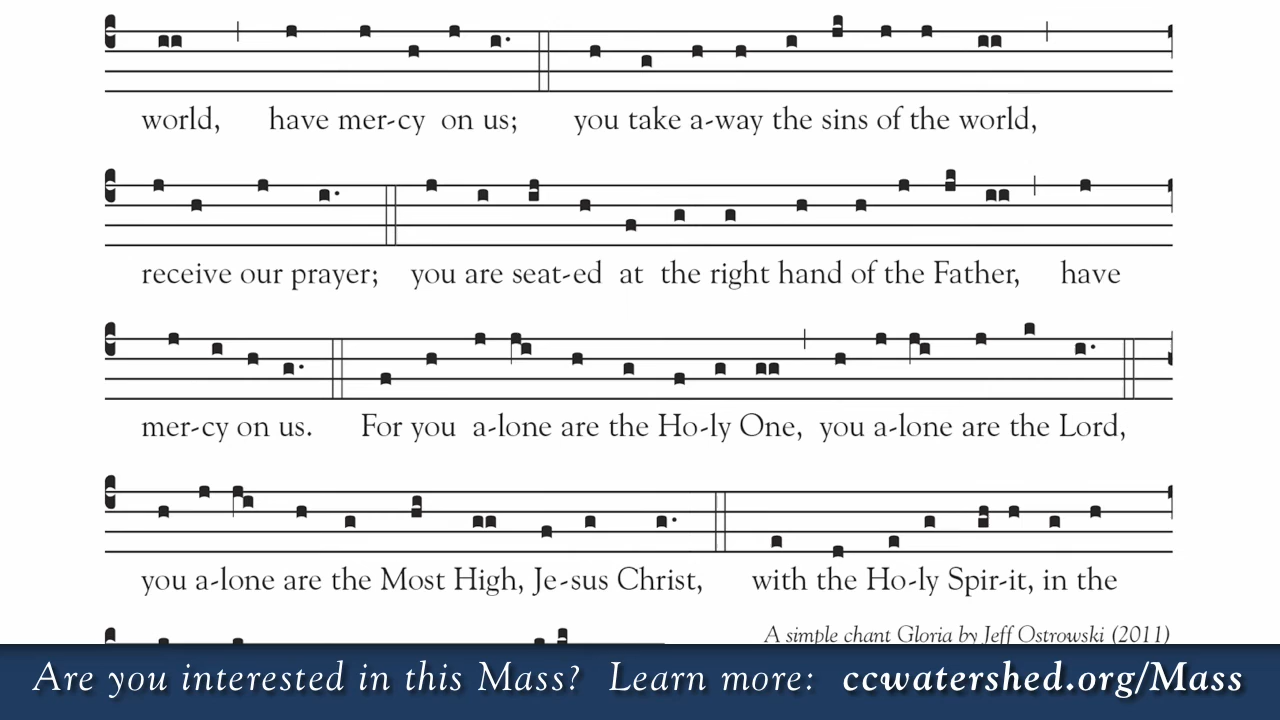 world, have mer-cy on us; you take a-way the sins of the world,
receive our prayer; you are seat-ed at the right hand of the Father, have
mer-cy on us. For you a-lone are the Ho-ly One, you a-lone are the Lord,
you a-lone are the Most High, Je-sus Christ, with the Ho-ly Spir-it, in the
A simple chant Gloria by Jeff Ostrowski (2011)
Are you interested in this Mass? Learn more: ccwatershed.org/Mass